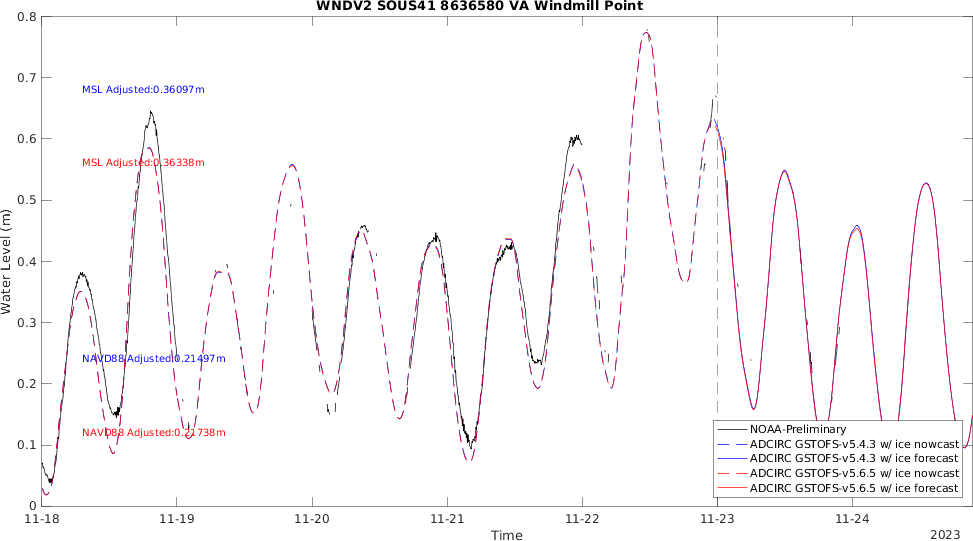 WNDV2 SOUS41 8636580 VA Windmill Point
0.8
0.7
0.6
0.5
0.4
0.3
0.2
0.1
0
Water Level (m)
MSL Adjusted:0.36097m
MSL Adjusted:0.36338m
NAVD88 Adjusted:0.21497m
NAVD88 Adjusted:0.21738m
NOAA-Preliminary
ADCIRC GSTOFS-v5.4.3 w/ ice nowcast
ADCIRC GSTOFS-v5.4.3 w/ ice forecast
ADCIRC GSTOFS-v5.6.5 w/ ice nowcast
ADCIRC GSTOFS-v5.6.5 w/ ice forecast
11-18 11-19 11-20 11-21 11-22 11-23 11-24
Time
2023